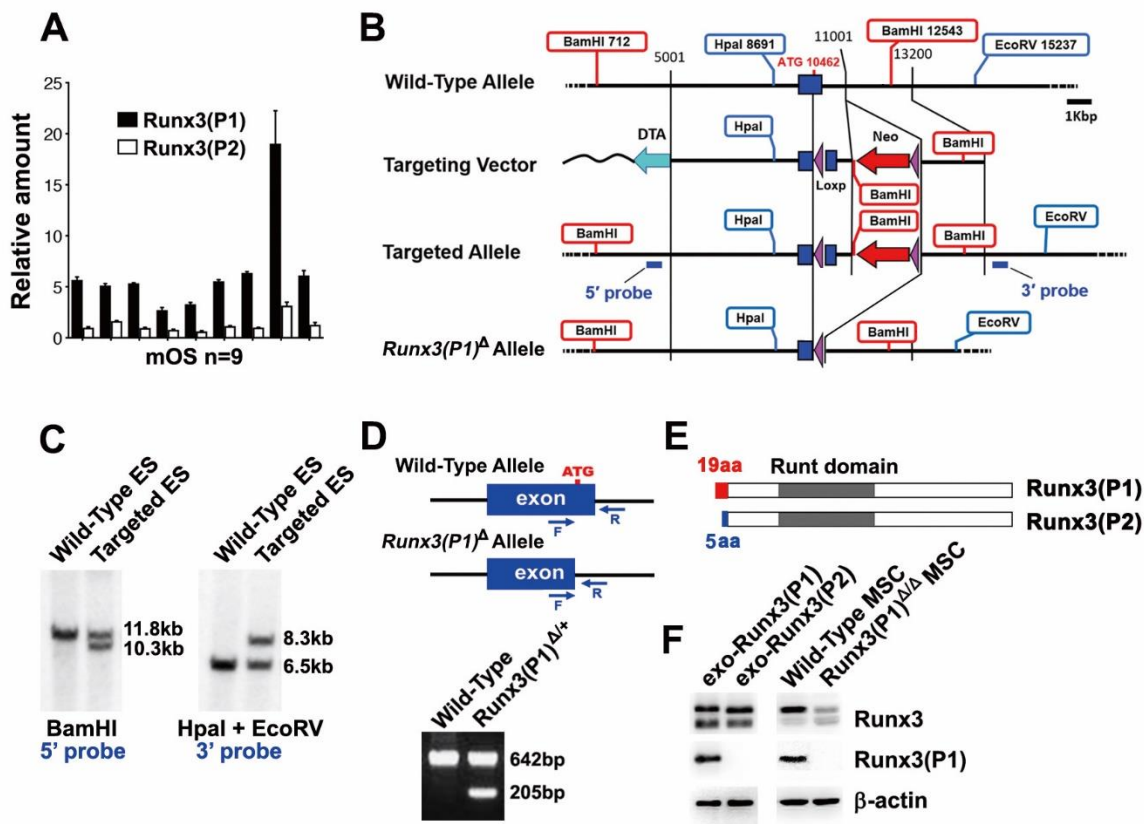 A
Relative amount
25
20
15
10
5
0
Runx3(P1)
Runx3(P2)
mOS n=9
B
BamHI 712
5001
HpaI 8691
ATG 10462
11001
BamHI 12543
13200
EcoRV 15237
Wild-Type Allele
1Kbp
DTA
HpaI
Neo
BamHI
Targeting Vector
Loxp
BamHI
BamHI
HpaI
BamHI
BamHI
EcoRV
Targeted Allele
5′ probe
3′ probe
BamHI
HpaI
BamHI
EcoRV
Runx3(P1)Δ Allele
C
Wild-Type ES
Targeted ES
11.8kb
10.3kb
BamHI
5’ probe
Wild-Type ES
Targeted ES
8.3kb
6.5kb
HpaI + EcoRV
3’ probe
D
Wild-Type Allele
ATG
exon
F
R
Runx3(P1)Δ Allele
exon
F
R
Wild-Type
Runx3(P1)Δ/+
642bp
205bp
E
19aa
Runt domain
Runx3(P1)
Runx3(P2)
5aa
F
exo-Runx3(P1)
exo-Runx3(P2)
Wild-Type MSC
Runx3(P1)Δ/Δ MSC
Runx3
Runx3(P1)
β-actin